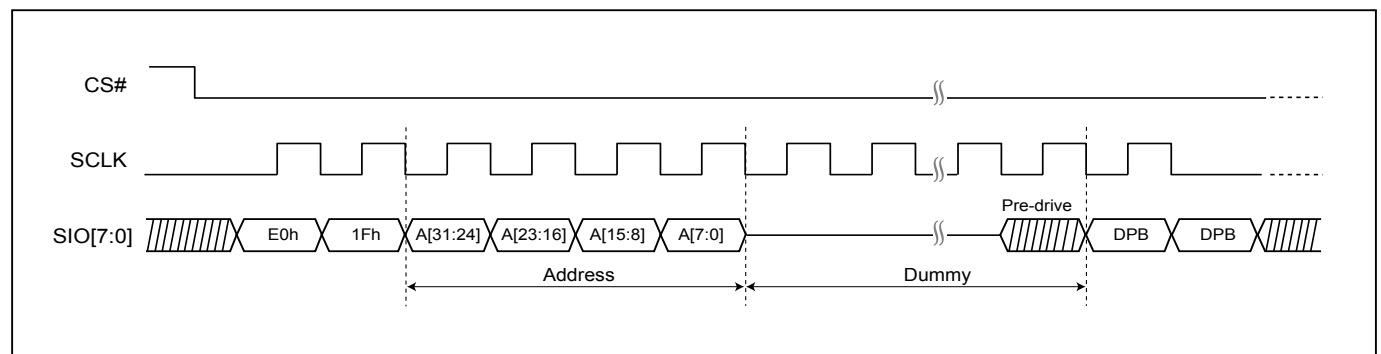 CS#
SCLK
Pre-drive
SIO[7:0] E0h 1Fh A[31:24] A[23:16] A[15:8] A[7:0] DPB DPB
Address Dummy